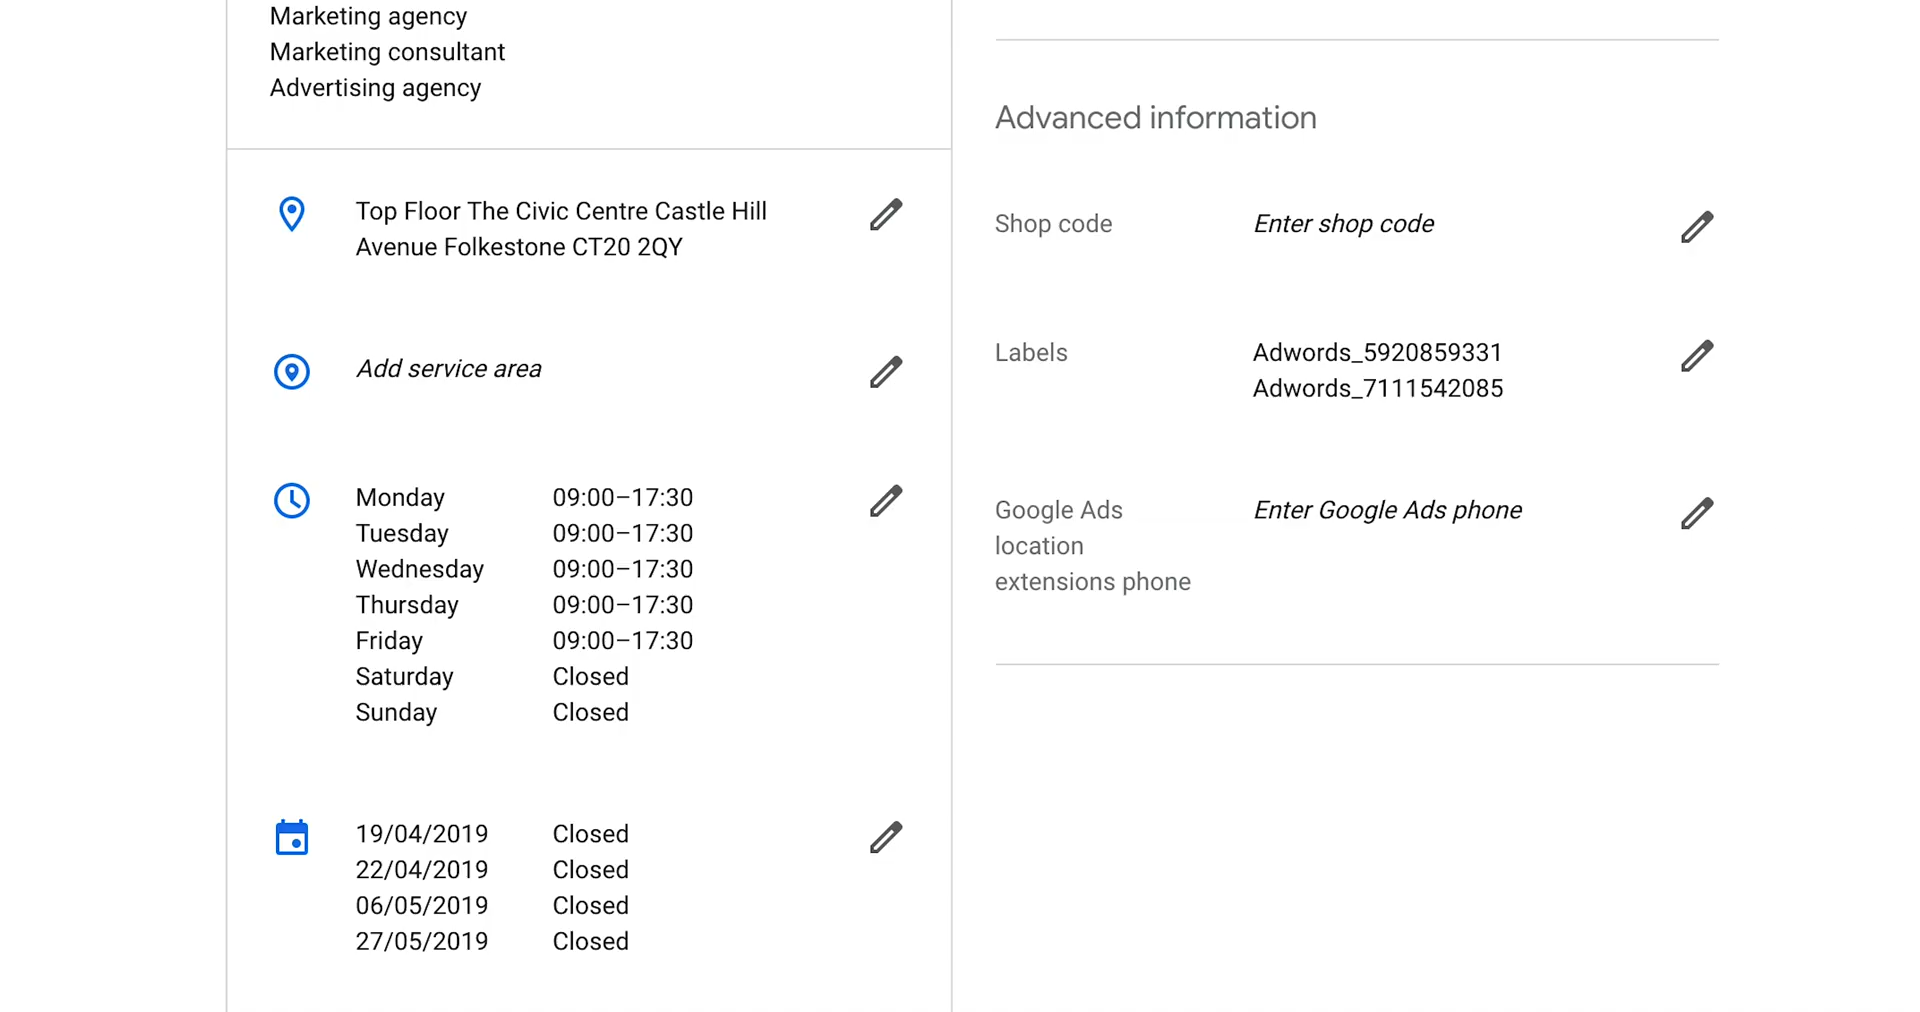 Marketing agency
Marketing consultant
Advertising agency
Top Floor The Civic Centre Castle Hill
Avenue Folkestone CT20 2QY
Add service area
Monday 09:00–17:30
Tuesday 09:00–17:30
Wednesday 09:00–17:30
Thursday 09:00–17:30
Friday 09:00–17:30
Saturday Closed
Sunday Closed
19/04/2019 Closed
22/04/2019 Closed
06/05/2019 Closed
27/05/2019 Closed
Advanced information
Shop code Enter shop code
Labels Adwords_5920859331
Adwords_7111542085
Google Ads Enter Google Ads phone
location
extensions phone